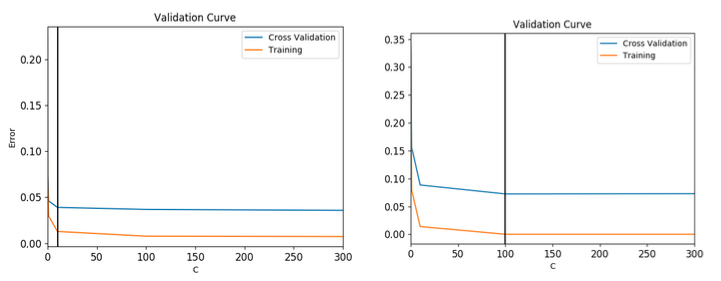 Validation Curve
Cross Validation
Training
0.20
0.15
0.10
0.05
0.00
Error
0 50 100 150 200 250 300
C
Validation Curve
Cross Validation
Training
0.35
0.30
0.25
0.20
0.15
0.10
0.05
0.00
0 50 100 150 200 250 300
C